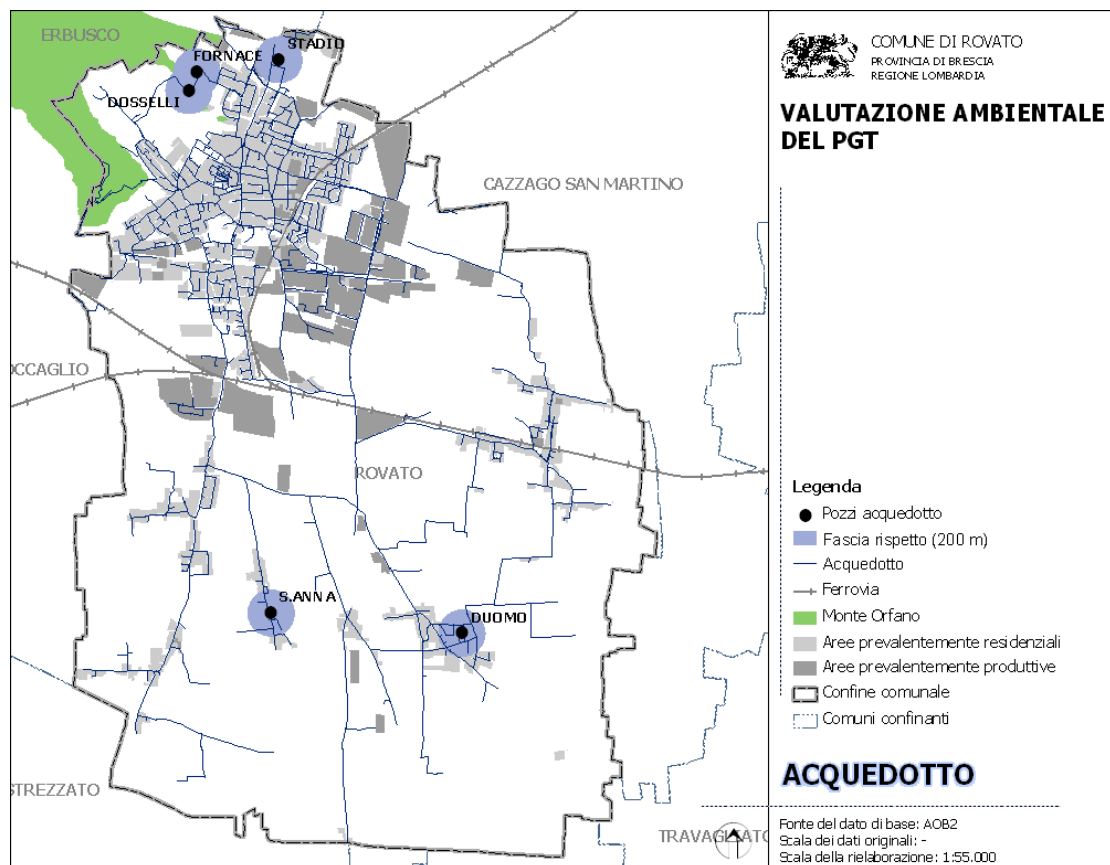 ERBUSCO
STADIO
FORNACE
DOSSELLI
CAZZAGO SAN MARTINO
OCCAGLIO
ROVATO
S.ANNA
DUOMO
STREZZATO
TRAVAGLIATO
COMUNE DI ROVATO
PROVINCIA DI BRESCIA
REGIONE LOMBARDIA
VALUTAZIONE AMBIENTALE
DEL PGT
Legenda
Pozzi acquedotto
Fascia rispetto (200 m)
Acquedotto
Ferrovia
Monte Orfano
Aree prevalentemente residenziali
Aree prevalentemente produttive
Confine comunale
Comuni confinanti
ACQUEDOTTO
Fonte del dato di base: AOB2
Scala dei dati originali: -
Scala della rielaborazione: 1:55.000